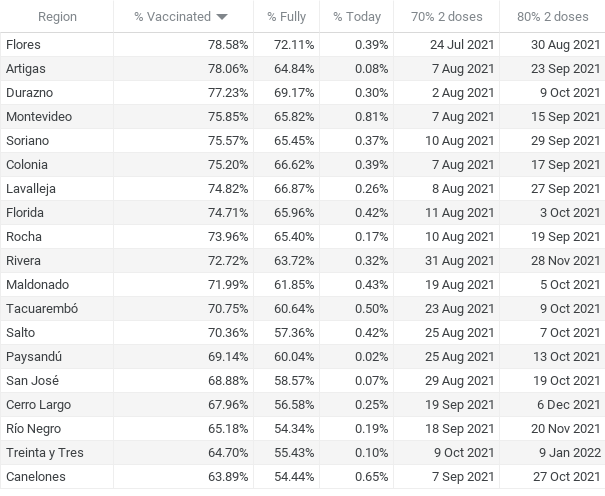 Region % Vaccinated % Fully % Today 70% 2 doses 80% 2 doses
Flores 78.58% 72.11% 0.39% 24 Jul 2021 30 Aug 2021
Artigas 78.06% 64.84% 0.08% 7 Aug 2021 23 Sep 2021
Durazno 77.23% 69.17% 0.30% 2 Aug 2021 9 Oct 2021
Montevideo 75.85% 65.82% 0.81% 7 Aug 2021 15 Sep 2021
Soriano 75.57% 65.45% 0.37% 10 Aug 2021 29 Sep 2021
Colonia 75.20% 66.62% 0.39% 7 Aug 2021 17 Sep 2021
Lavalleja 74.82% 66.87% 0.26% 8 Aug 2021 27 Sep 2021
Florida 74.71% 65.96% 0.42% 11 Aug 2021 3 Oct 2021
Rocha 73.96% 65.40% 0.17% 10 Aug 2021 19 Sep 2021
Rivera 72.72% 63.72% 0.32% 31 Aug 2021 28 Nov 2021
Maldonado 71.99% 61.85% 0.43% 19 Aug 2021 5 Oct 2021
Tacuarembó 70.75% 60.64% 0.50% 23 Aug 2021 9 Oct 2021
Salto 70.36% 57.36% 0.42% 25 Aug 2021 7 Oct 2021
Paysandú 69.14% 60.04% 0.02% 25 Aug 2021 13 Oct 2021
San José 68.88% 58.57% 0.07% 29 Aug 2021 19 Oct 2021
Cerro Largo 67.96% 56.58% 0.25% 19 Sep 2021 6 Dec 2021
Río Negro 65.18% 54.34% 0.19% 18 Sep 2021 20 Nov 2021
Treinta y Tres 64.70% 55.43% 0.10% 9 Oct 2021 9 Jan 2022
Canelones 63.89% 54.44% 0.65% 7 Sep 2021 27 Oct 2021